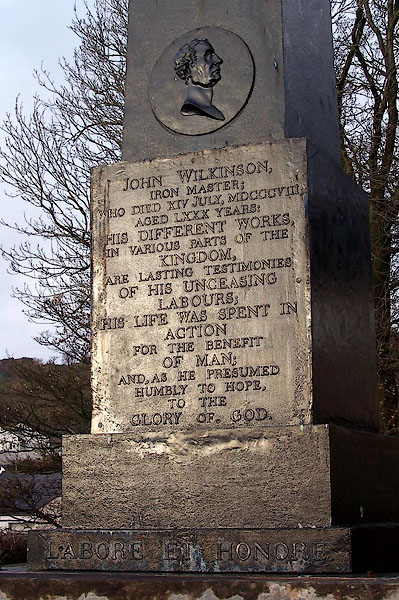 JOHN WILKINSON,
IRON MASTER;
WHO DIED XIV JULY, MDCCCVIII,
AGED LXXX YEARS;
HIS DIFFERENT WORKS,
IN VARIOUS PARTS OF THE
KINGDOM,
ARE LASTING TESTIMONIES
OF HIS UNCEASING
LABOURS;
HIS LIFE WAS SPENT IN
ACTION
FOR THE BENEFIT
OF MAN;
AND, AS HE PRESUMED
HUMBLY TO HOPE,
TO THE
GLORY OF GOD.
LABORE ET HONORE